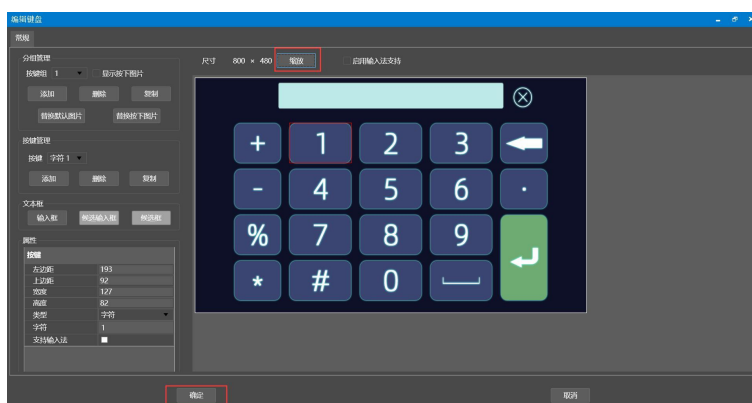 编辑键盘
常规
分组管理
按键组 1 显示按下图片
添加 删除 复制
替换默认图片 替换按下图片
按键管理
按键 字符 1
添加 删除 复制
文本框
输入框 候选输入框 候选框
属性
按键
左边距 193
上边距 92
宽度 127
高度 82
类型 字符
字符 1
支持输入法
尺寸 800 × 480 缩放 启用输入法支持
+ 1 2 3
- 4 5 6 ·
% 7 8 9
* # 0
确定 取消